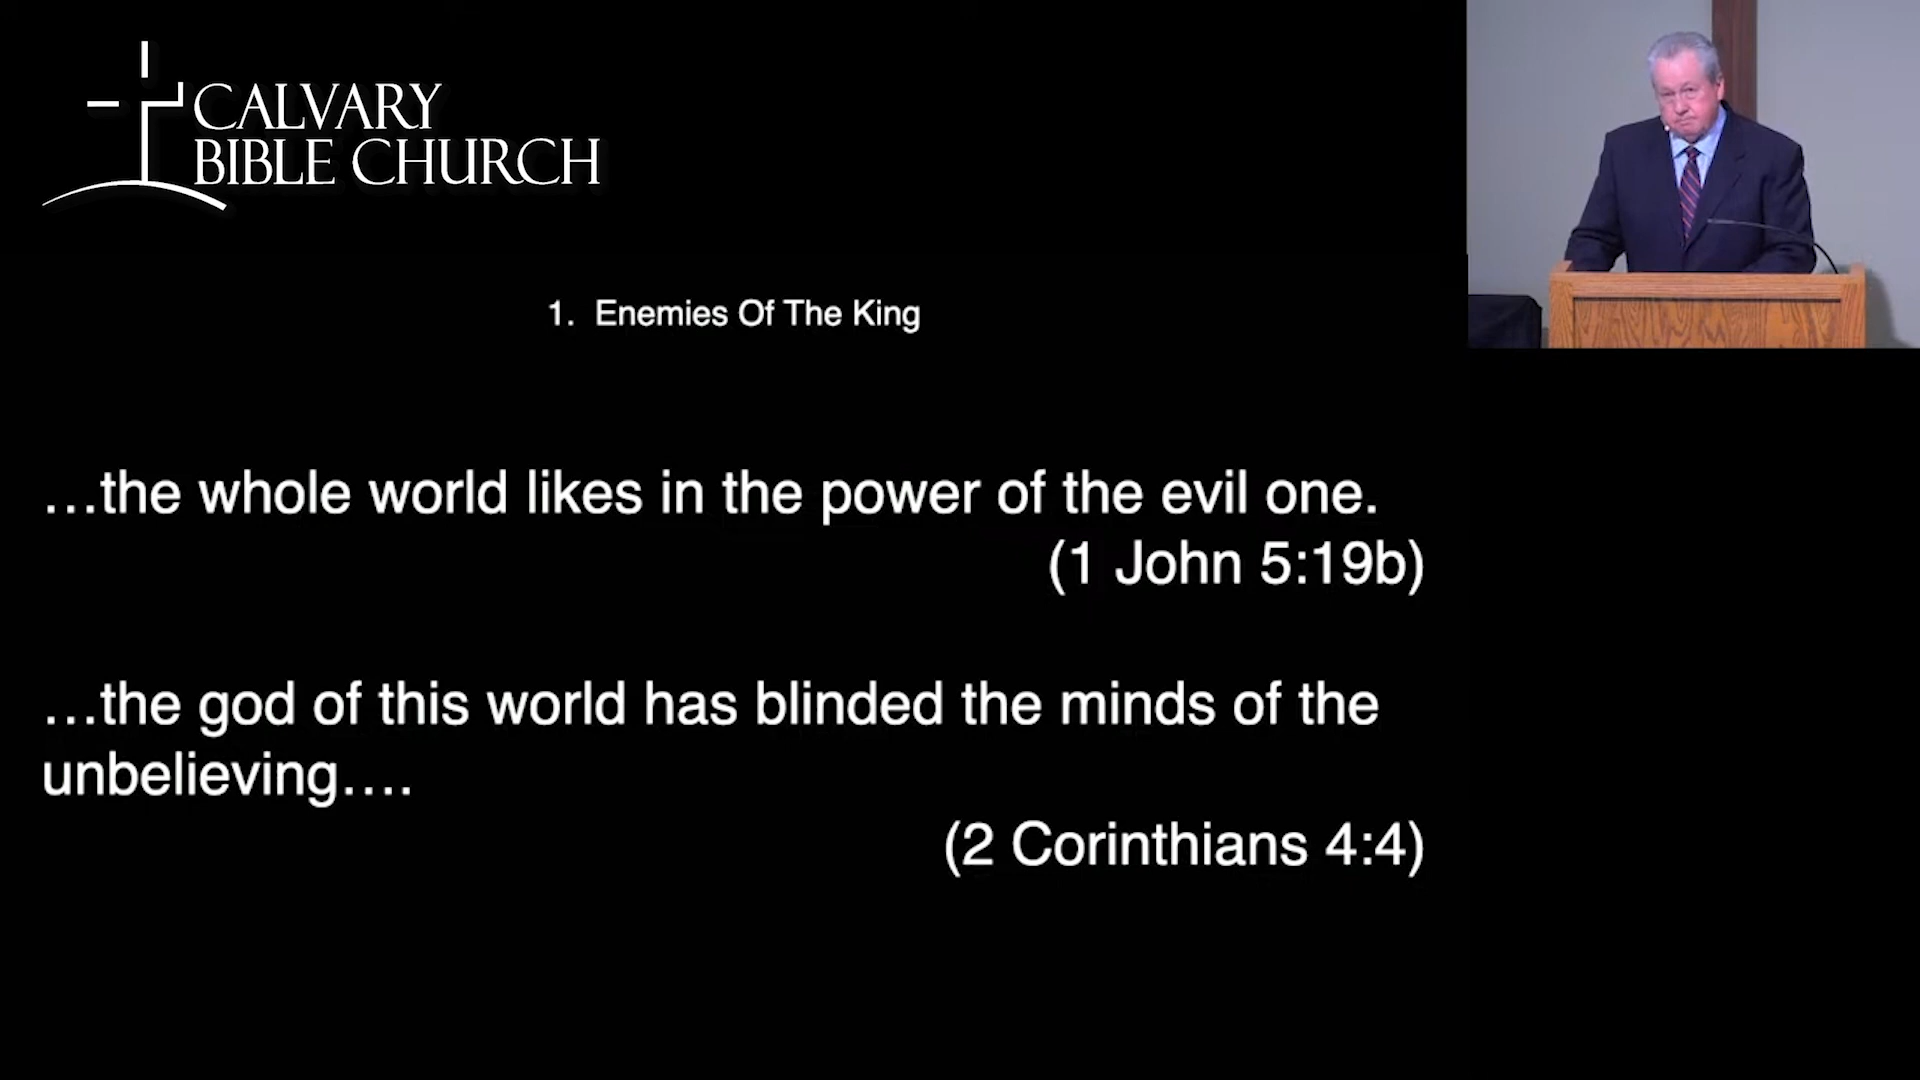 CALVARY
BIBLE CHURCH
1. Enemies Of The King
…the whole world likes in the power of the evil one.
(1 John 5:19b)
…the god of this world has blinded the minds of the
unbelieving….
(2 Corinthians 4:4)